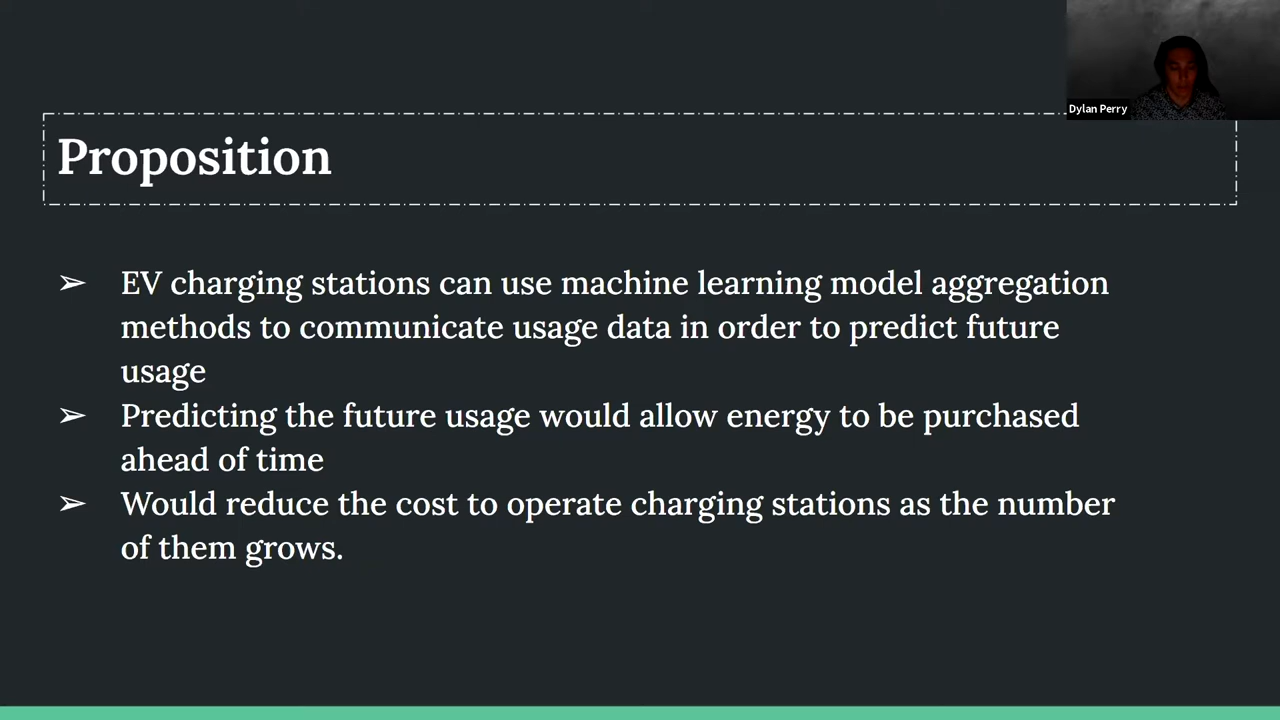 Dylan Perry
Proposition
➢ EV charging stations can use machine learning model aggregation
methods to communicate usage data in order to predict future
usage
➢ Predicting the future usage would allow energy to be purchased
ahead of time
➢ Would reduce the cost to operate charging stations as the number
of them grows.